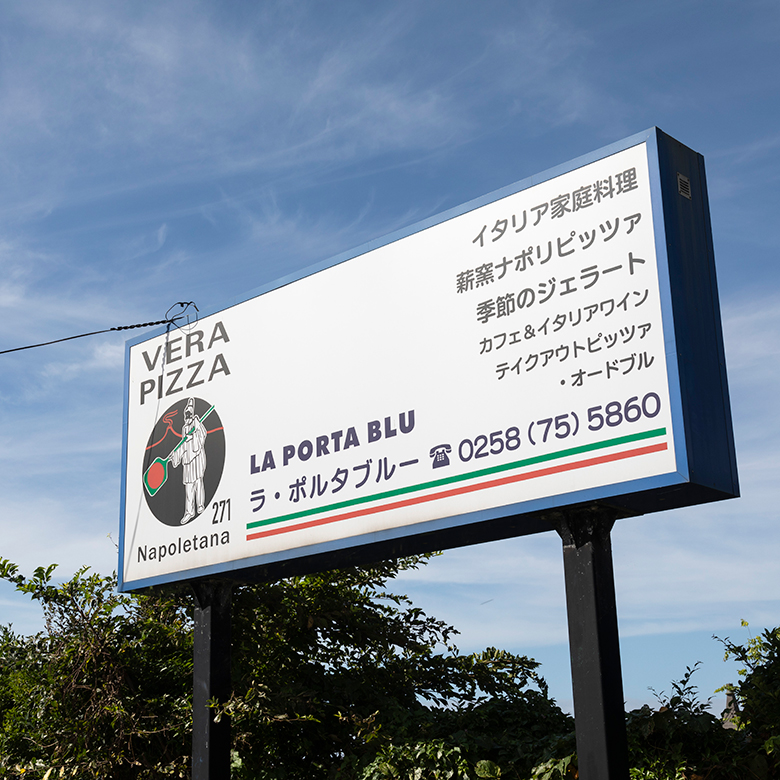 イタリア家庭料理
薪窯ナポリピッツァ
季節のジェラート
カフェ&イタリアワイン
テイクアウトピッツァ
・オードブル
VERA
PIZZA
271
Napoletana
LA PORTA BLU
ラ・ポルタブルー ☎ 0258 (75) 5860